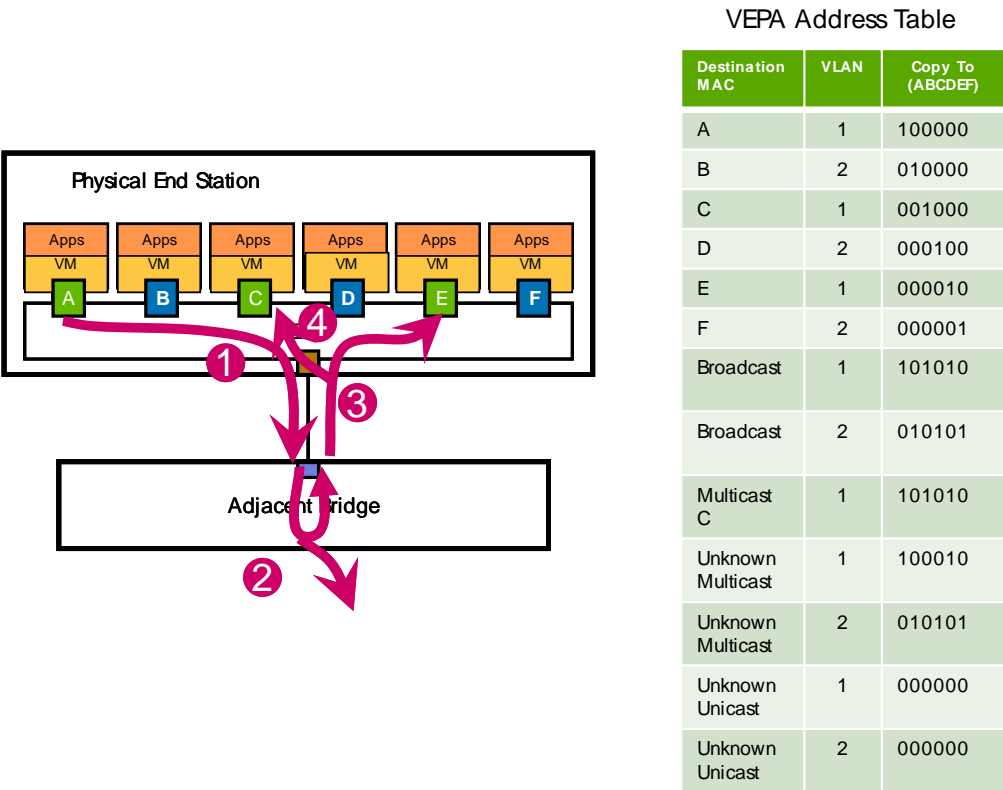 VEPA Address Table
Destination VLAN Copy To
MAC (ABCDEF)
A 1 100000
B 2 010000
C 1 001000
D 2 000100
E 1 000010
F 2 000001
Broadcast 1 101010
Broadcast 2 010101
Multicast 1 101010
C
Unknown 1 100010
Multicast
Unknown 2 010101
Multicast
Unknown 1 000000
Unicast
Unknown 2 000000
Unicast
Physical End Station
Apps Apps Apps Apps Apps Apps
VM VM VM VM VM VM
A B C D E F
4
1
3
Adjacent Bridge
2